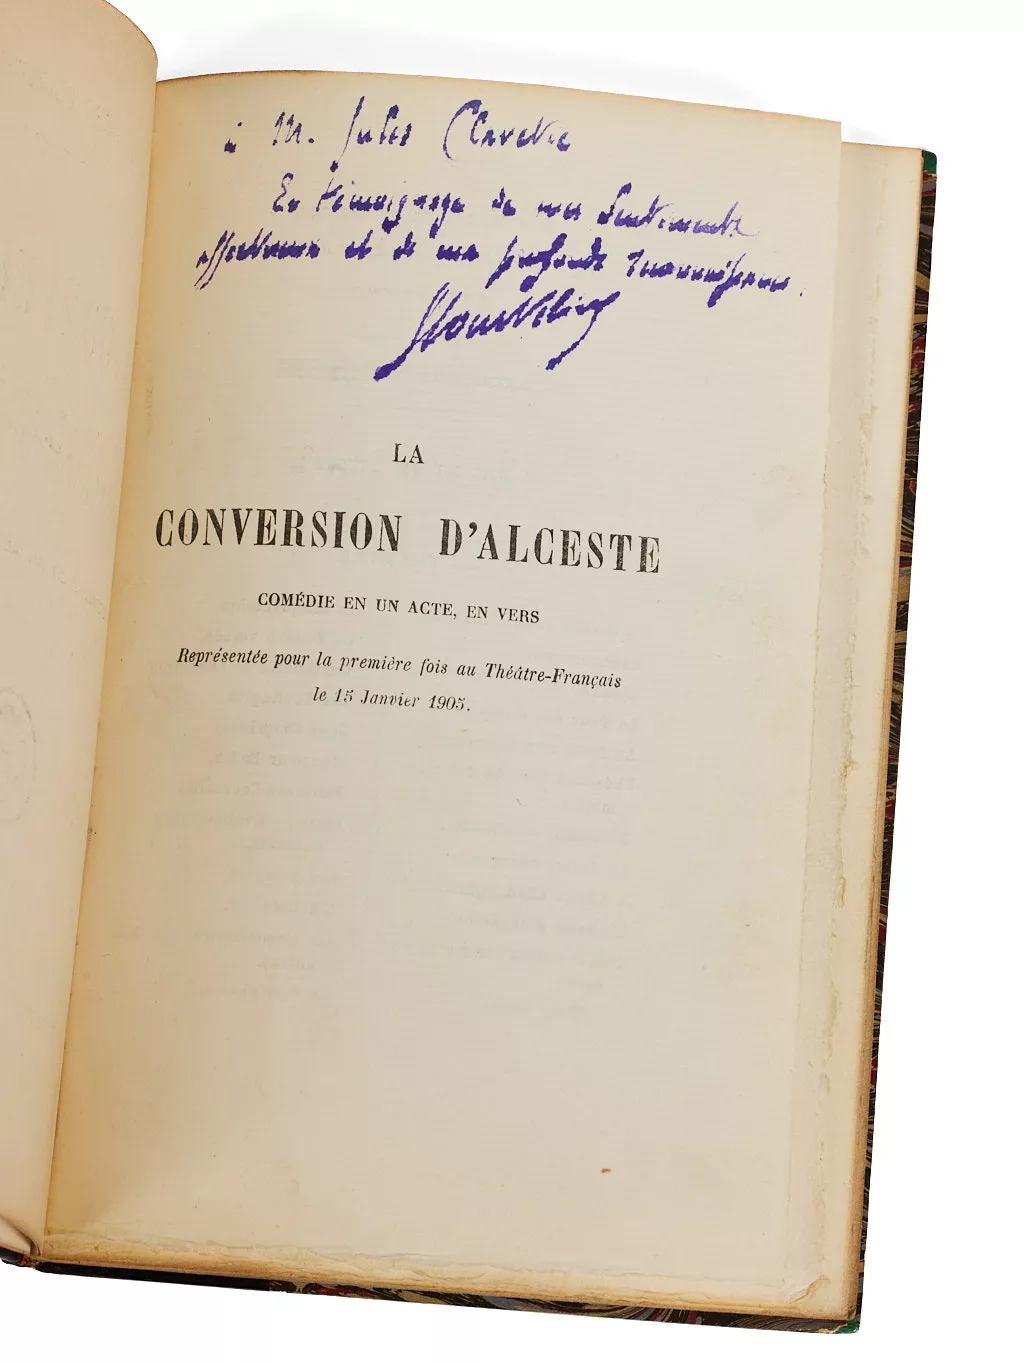 à M. Jules Claretie
En témoignage de mes sentiments
affectueux et de ma profonde reconnaissance.
GCourteline
LA
CONVERSION D'ALCESTE
COMÉDIE EN UN ACTE, EN VERS
Représentée pour la première fois au Théâtre-Français
le 15 Janvier 1905.